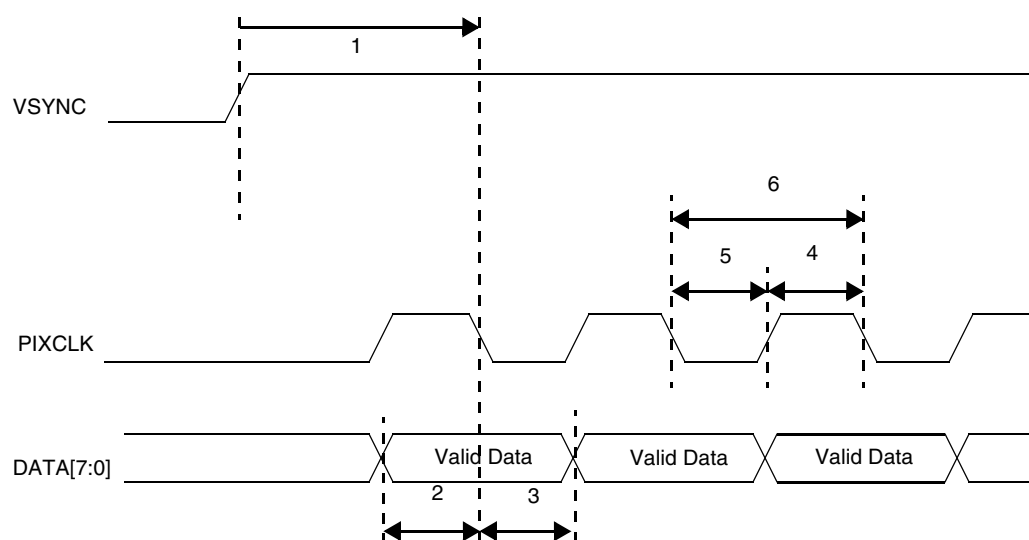 1
VSYNC
6
5 4
PIXCLK
DATA[7:0] Valid Data Valid Data Valid Data
2 3